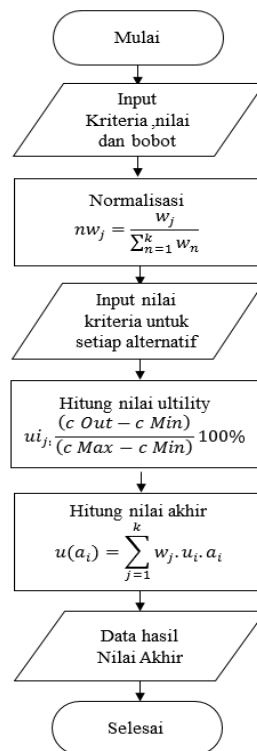 Mulai
Input
Kriteria ,nilai
dan bobot
Normalisasi
nw_j = w_j / ∑_{n=1}^{k} w_n
Input nilai
kriteria untuk
setiap alternatif
Hitung nilai ultility
ui_{j:} (c Out − c Min) / (c Max − c Min) 100%
Hitung nilai akhir
u(a_i) = ∑_{j=1}^{k} w_j. u_i. a_i
Data hasil
Nilai Akhir
Selesai